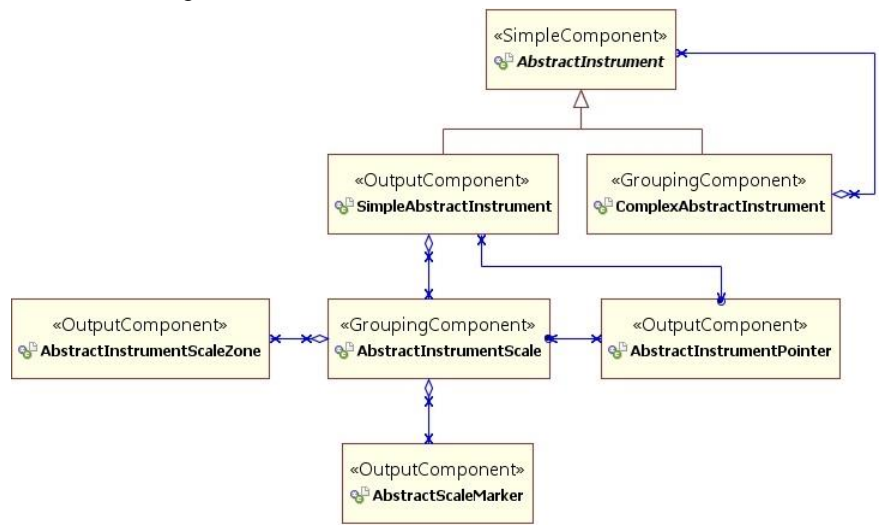 «SimpleComponent»
AbstractInstrument
«OutputComponent»
SimpleAbstractInstrument
«GroupingComponent»
ComplexAbstractInstrument
«OutputComponent»
AbstractInstrumentScaleZone
«GroupingComponent»
AbstractInstrumentScale
«OutputComponent»
AbstractInstrumentPointer
«OutputComponent»
AbstractScaleMarker